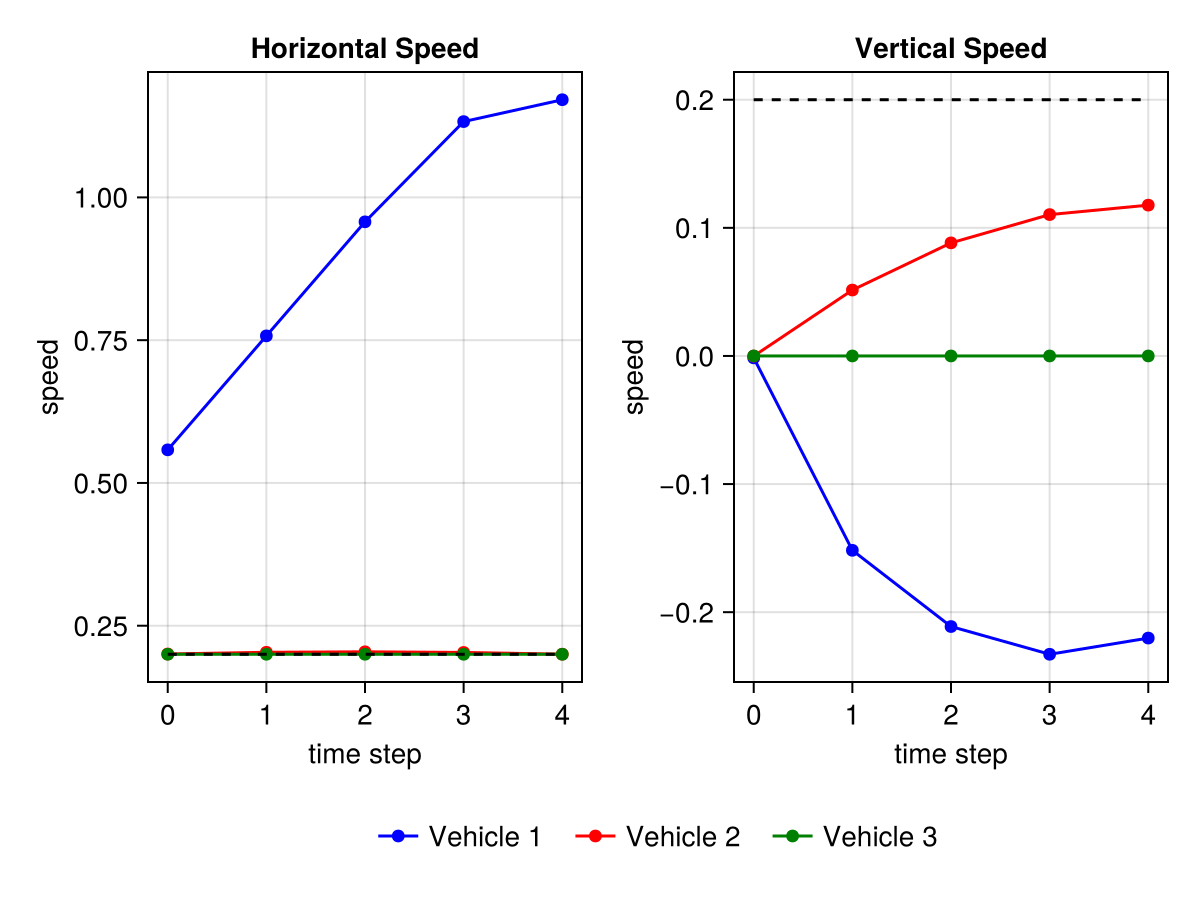 Horizontal Speed
Vertical Speed
speed
1.00
0.75
0.50
0.25
0
1
2
3
4
time step
speed
0.2
0.1
0.0
−0.1
−0.2
0
1
2
3
4
time step
Vehicle 1
Vehicle 2
Vehicle 3